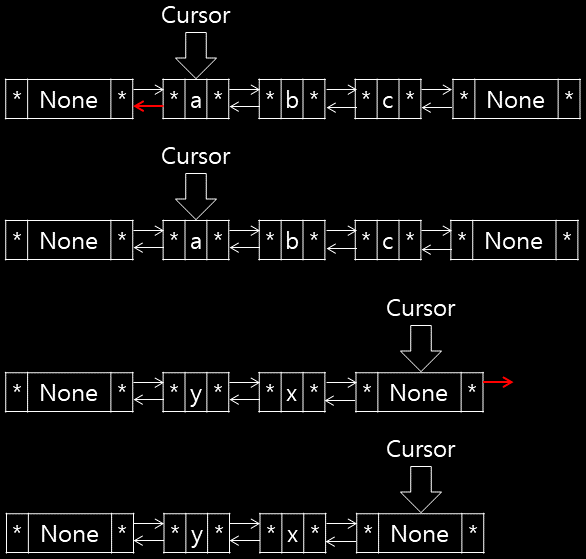 Cursor
* None * * a * * b * * c * * None *
Cursor
* None * * a * * b * * c * * None *
Cursor
* None * * y * * x * * None *
Cursor
* None * * y * * x * * None